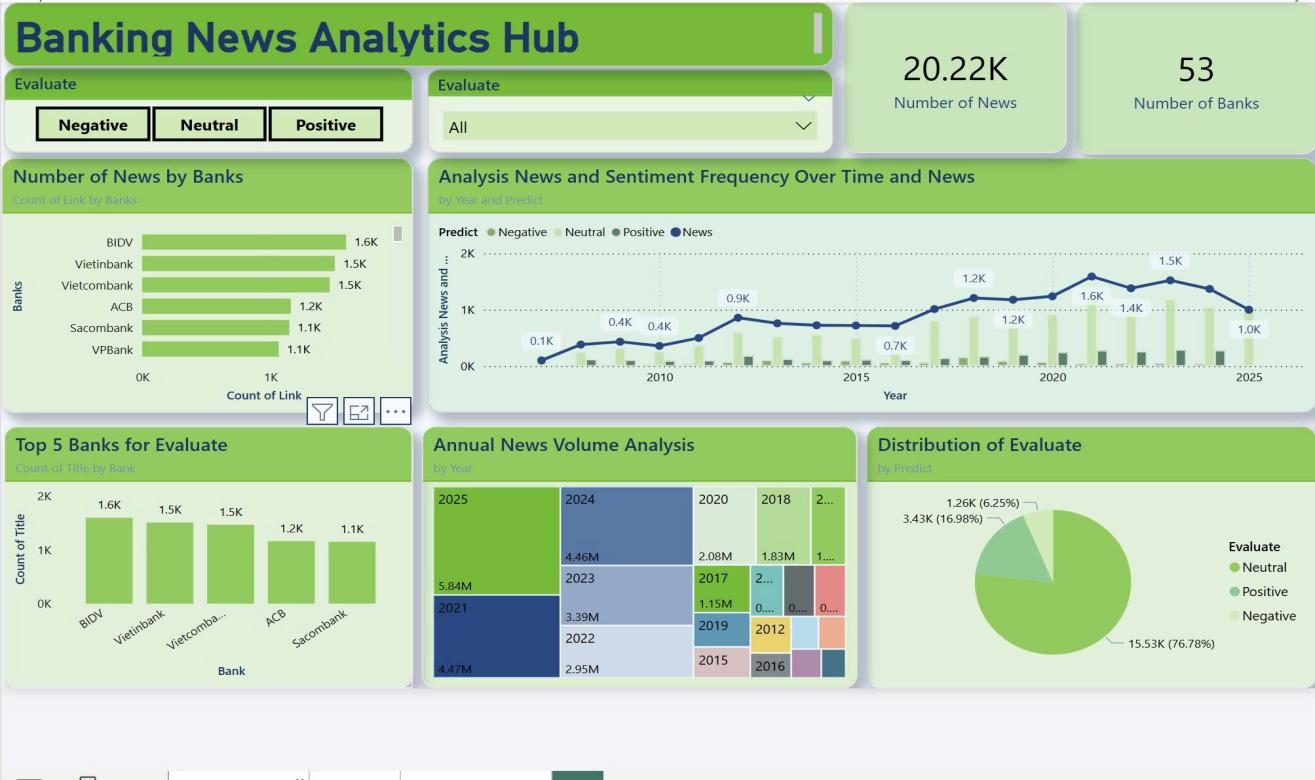 Banking News Analytics Hub
20.22K
Number of News
53
Number of Banks
Evaluate
Negative
Neutral
Positive
Evaluate
All
Number of News by Banks
Count of Link by Banks
Banks
BIDV
1.6K
Vietinbank
1.5K
Vietcombank
1.5K
ACB
1.2K
Sacombank
1.1K
VPBank
1.1K
0K
1K
Count of Link
Analysis News and Sentiment Frequency Over Time and News
by Year and Predict
Predict
Negative
Neutral
Positive
News
Analysis News and ...
2K
1K
0K
0.1K
0.4K
0.4K
0.9K
0.7K
1.2K
1.2K
1.6K
1.4K
1.5K
1.0K
2010
2015
2020
2025
Year
Top 5 Banks for Evaluate
Count of Title by Bank
Count of Title
2K
1K
0K
1.6K
1.5K
1.5K
1.2K
1.1K
BIDV
Vietinbank
Vietcomba...
ACB
Sacombank
Bank
Annual News Volume Analysis
by Year
2025
5.84M
2021
4.47M
2024
4.46M
2023
3.39M
2022
2.95M
2020
2.08M
2018
1.83M
2...
1....
2017
1.15M
2...
0....
0....
0....
2019
2012
2015
2016
Distribution of Evaluate
by Predict
1.26K (6.25%)
3.43K (16.98%)
15.53K (76.78%)
Evaluate
Neutral
Positive
Negative